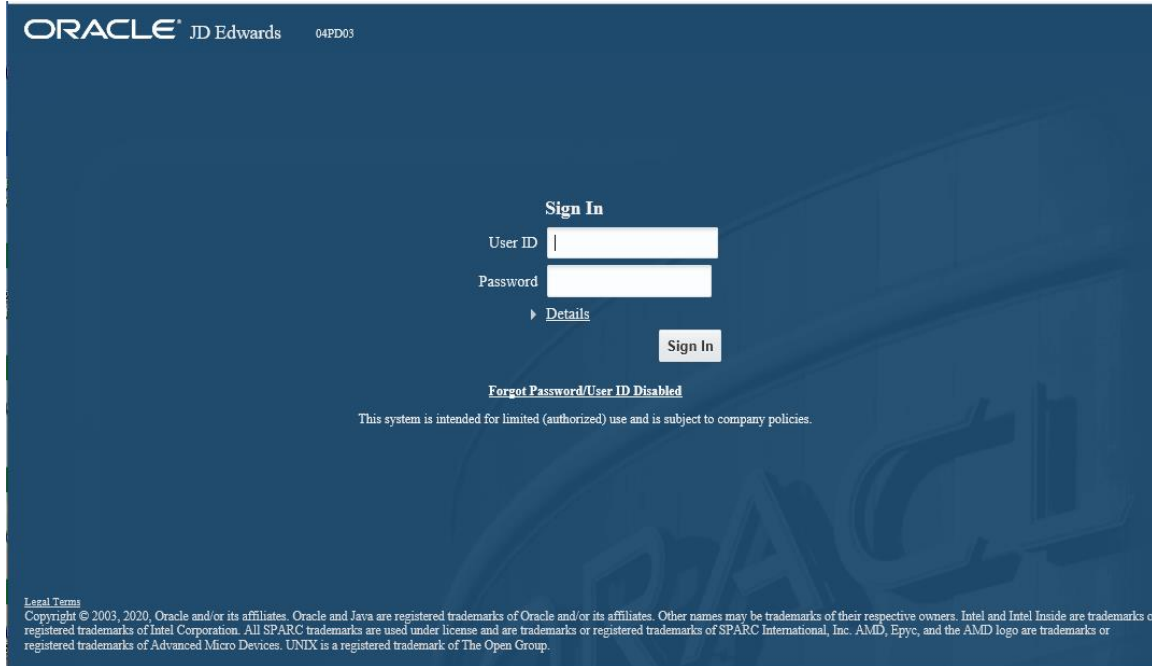 ORACLE JD Edwards 04PD03
Sign In
User ID
Password
Details
Sign In
Forgot Password/User ID Disabled
This system is intended for limited (authorized) use and is subject to company policies.
Legal Terms
Copyright © 2003, 2020, Oracle and/or its affiliates. Oracle and Java are registered trademarks of Oracle and/or its affiliates. Other names may be trademarks of their respective owners. Intel and Intel Inside are trademarks
registered trademarks of Intel Corporation. All SPARC trademarks are used under license and are trademarks or registered trademarks of SPARC International, Inc. AMD, Epyc, and the AMD logo are trademarks or
registered trademarks of Advanced Micro Devices. UNIX is a registered trademark of The Open Group.